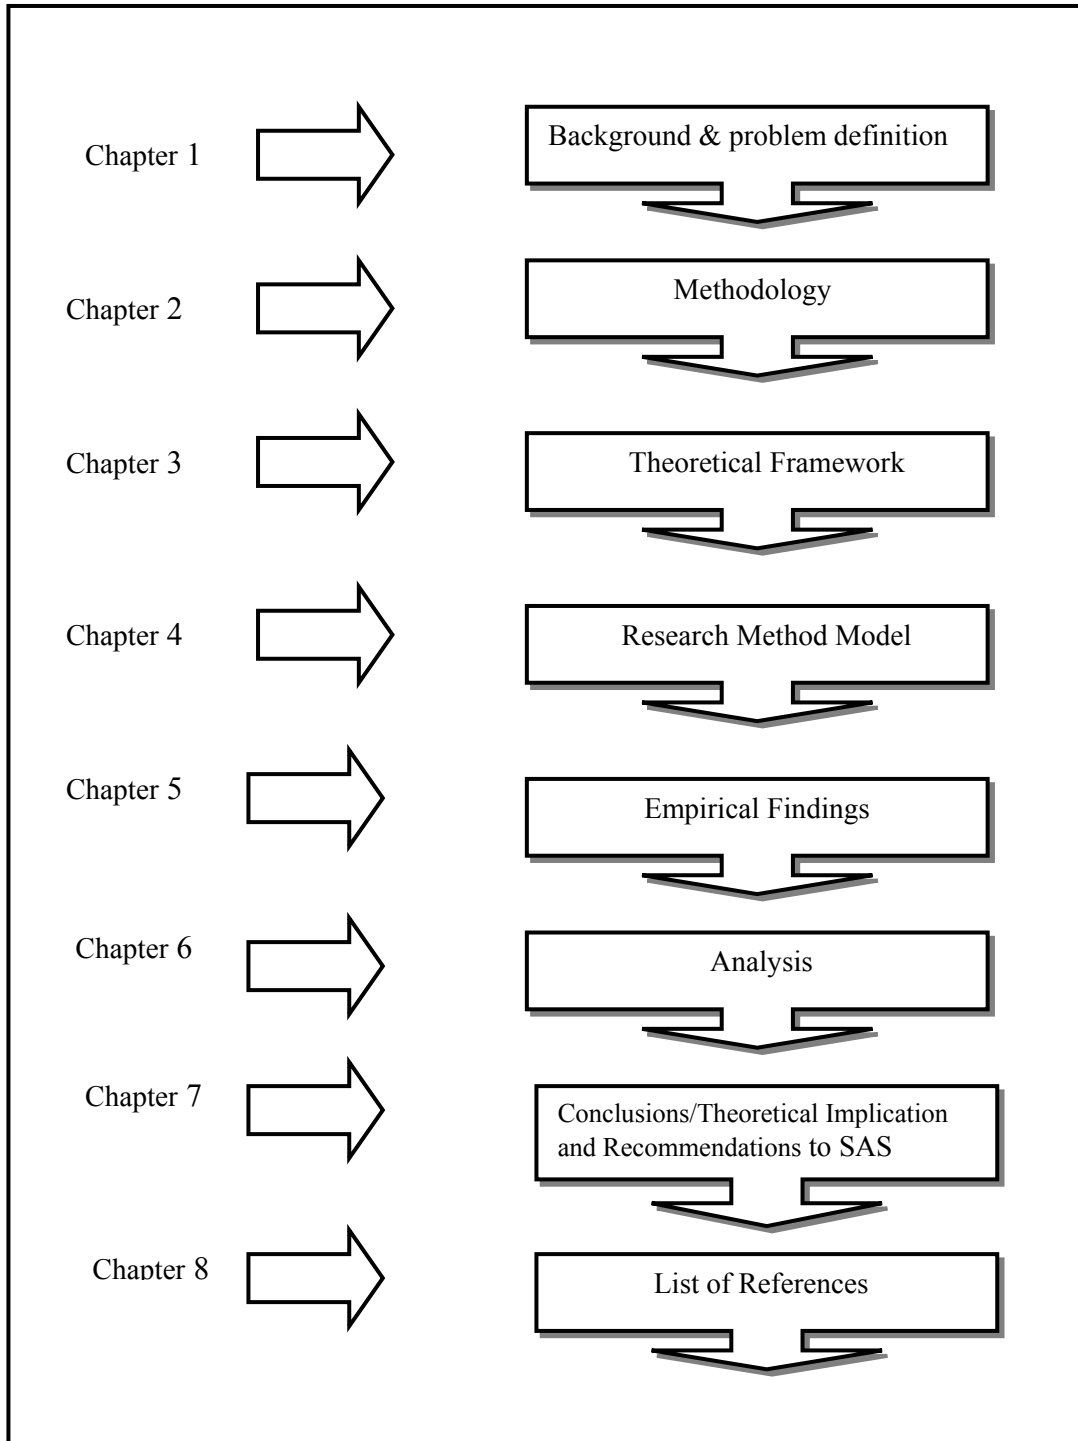 Chapter 1
Background & problem definition
Chapter 2
Methodology
Chapter 3
Theoretical Framework
Chapter 4
Research Method Model
Chapter 5
Empirical Findings
Chapter 6
Analysis
Chapter 7
Conclusions/Theoretical Implication
and Recommendations to SAS
Chapter 8
List of References